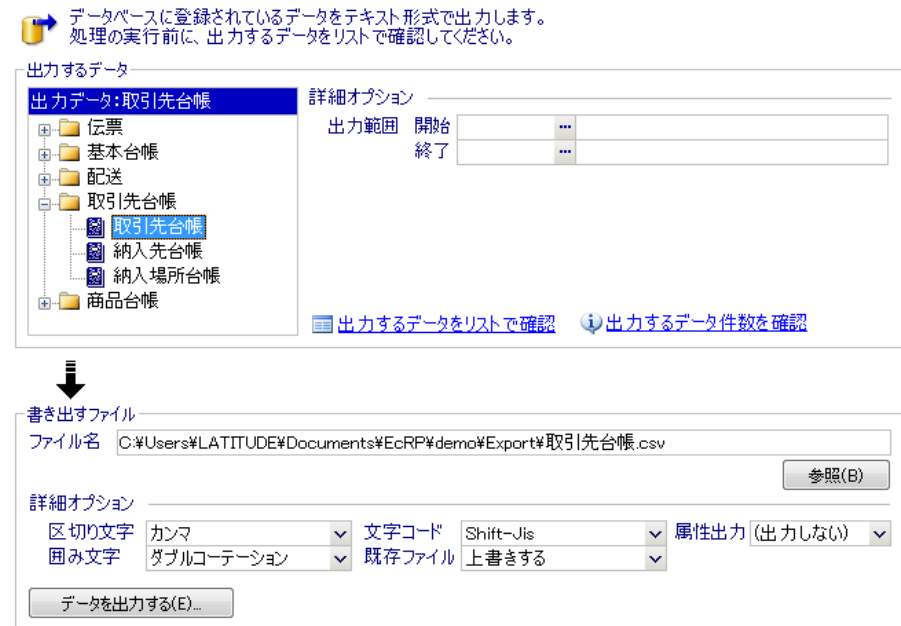 データベースに登録されているデータをテキスト形式で出力します。
処理の実行前に、出力するデータをリストで確認してください。
出力するデータ
出力データ:取引先台帳
伝票
基本台帳
配送
取引先台帳
取引先台帳
納入先台帳
納入場所台帳
商品台帳
詳細オプション
出力範囲 開始 ...
終了 ...
出力するデータをリストで確認 出力するデータ件数を確認
書き出すファイル
ファイル名 C:¥Users¥LATITUDE¥Documents¥EcRP¥demo¥Export¥取引先台帳.csv
参照(B)
詳細オプション
区切り文字 カンマ 文字コード Shift-Jis 属性出力 (出力しない)
囲み文字 ダブルコーテーション 既存ファイル 上書きする
データを出力する(E)...